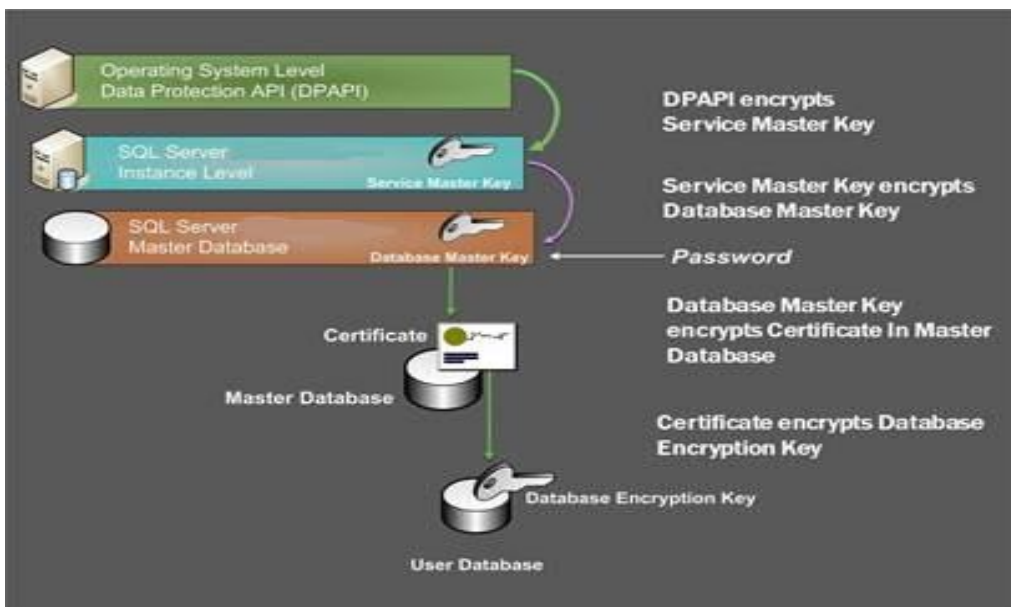 Operating System Level
Data Protection API (DPAPI)
DPAPI encrypts
Service Master Key
SQL Server
Instance Level
Service Master Key
Service Master Key encrypts
Database Master Key
SQL Server
Master Database
Database Master Key
Password
Database Master Key
encrypts Certificate In Master
Database
Certificate
Master Database
Certificate encrypts Database
Encryption Key
Database Encryption Key
User Database